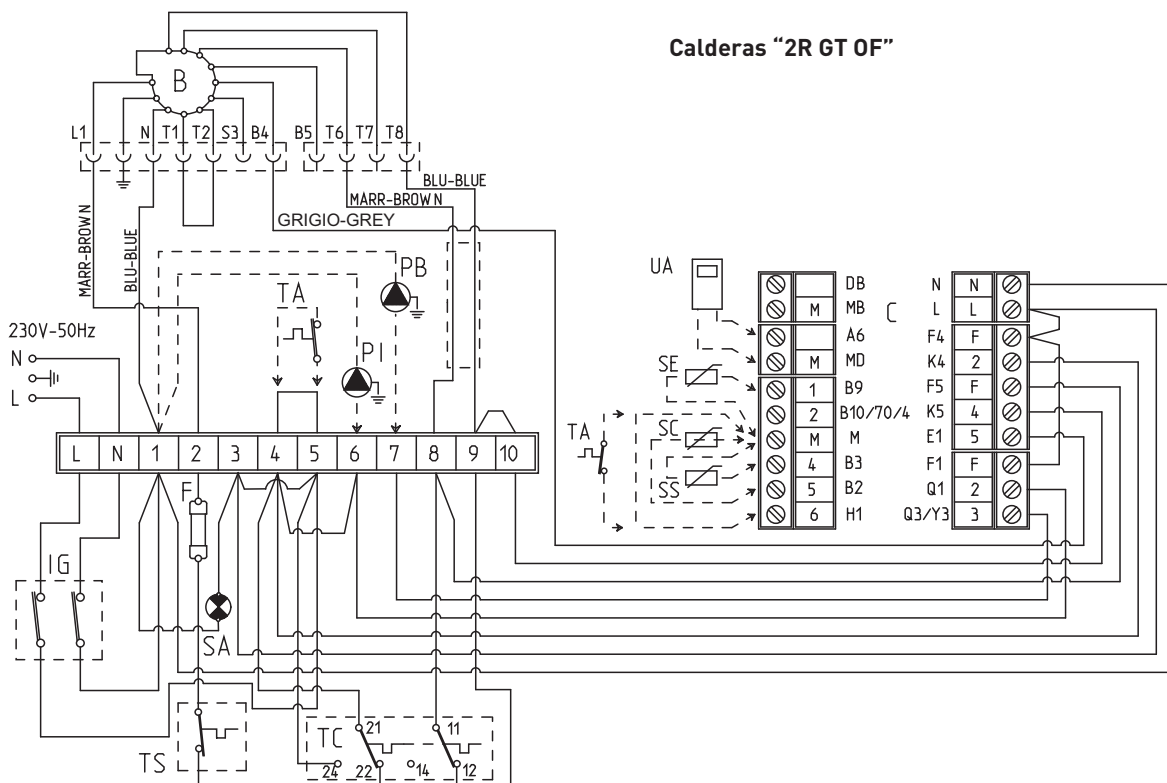 Calderas “2R GT OF”
B
L1 N T1 T2 S3 B4 B5 T6 T7 T8
BLU-BLUE
MARR-BROWN
GRIGIO-GREY
MARR-BROWN
BLU-BLUE
PB
TA
PI
230V-50Hz
N
L
L N 1 2 3 4 5 6 7 8 9 10
F
IG
SA
TS
TC
21
11
24
22
14
12
UA
SE
TA
SC
SS
DB
M MB
A6
M MD
1 B9
2 B10/70/4
M M
4 B3
5 B2
6 H1
C
N N
L L
F4 F
K4 2
F5 F
K5 4
E1 5
F1 F
Q1 2
Q3/Y3 3